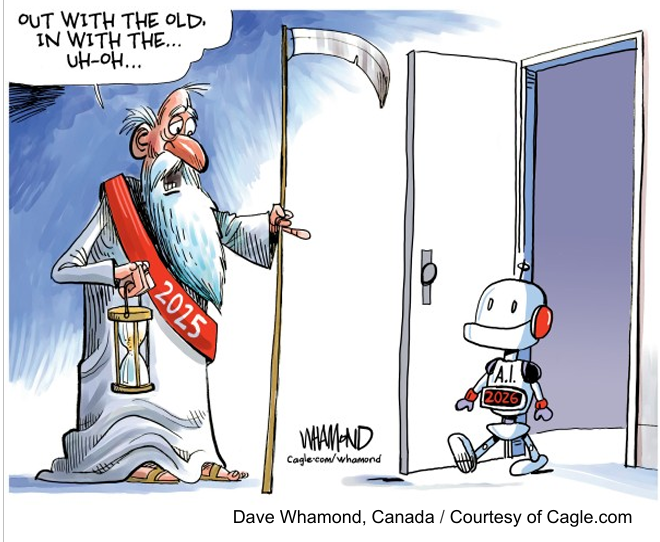 OUT WITH THE OLD,
IN WITH THE...
UH-OH...
2025
A.I.
2026
WHAMOND
Cagle.com/whamond
Dave Whamond, Canada / Courtesy of Cagle.com